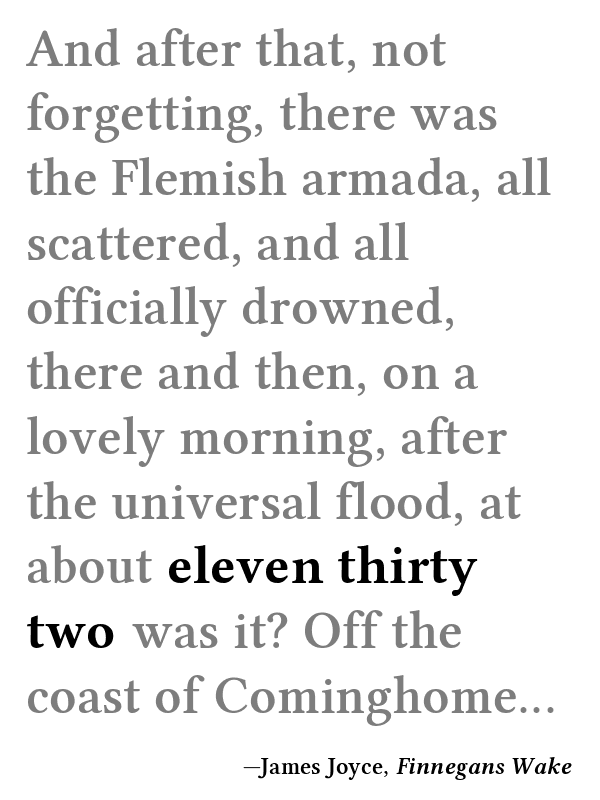 And after that, not
forgetting, there was
the Flemish armada, all
scattered, and all
officially drowned,
there and then, on a
lovely morning, after
the universal flood, at
about eleven thirty
two was it? Off the
coast of Cominghome...
—James Joyce, Finnegans Wake